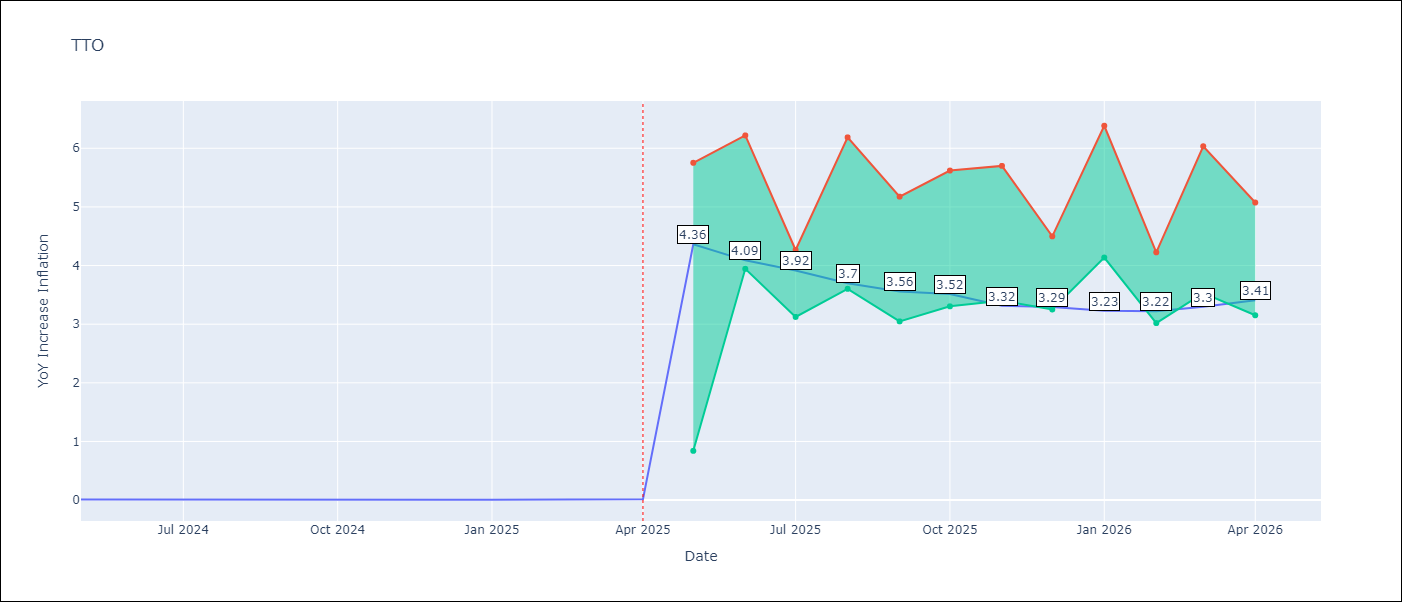 TTO
YoY Increase Inflation
6
5
4
3
2
1
0
4.36
4.09
3.92
3.7
3.56
3.52
3.32
3.29
3.23
3.22
3.3
3.41
Jul 2024
Oct 2024
Jan 2025
Apr 2025
Jul 2025
Oct 2025
Jan 2026
Apr 2026
Date